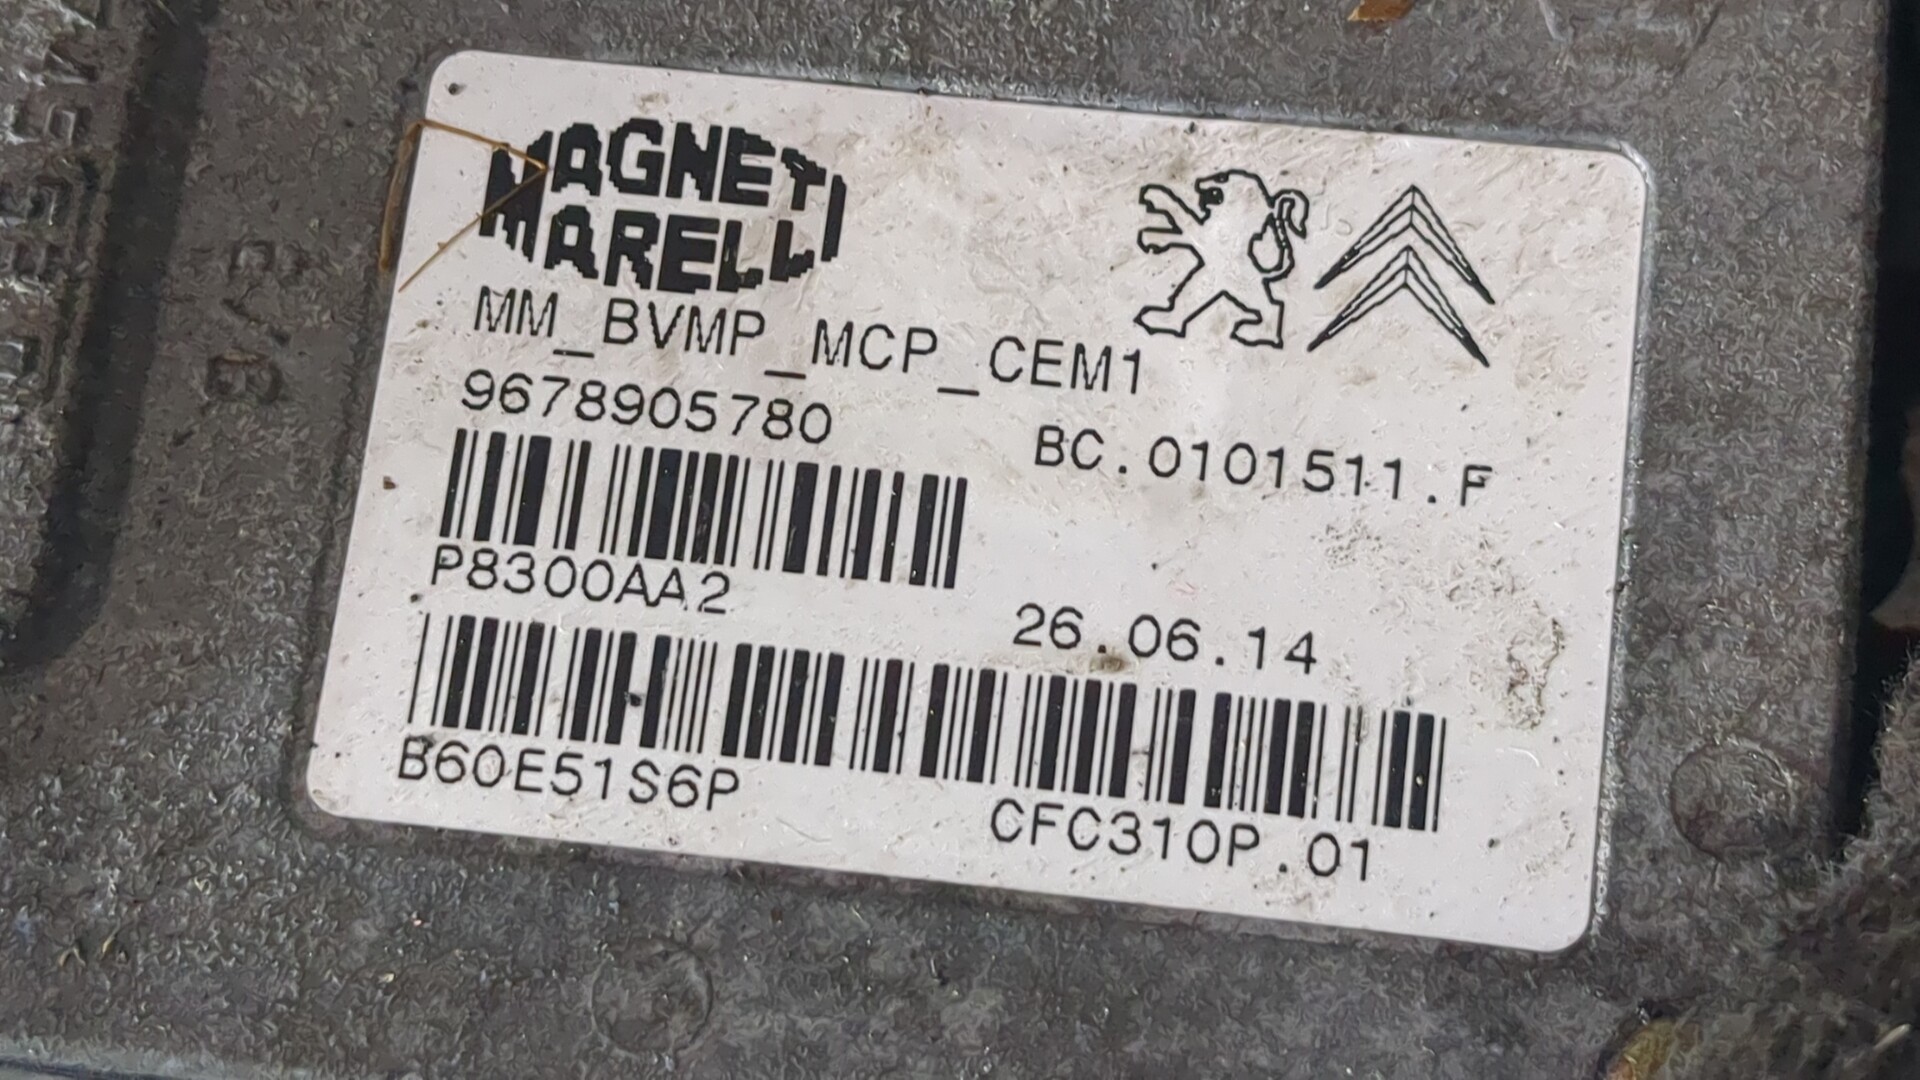 MAGNETI
MARELLI
MM_BVMP_MCP_CEM1
9678905780
BC.0101511.F
P8300AA2
26.06.14
B60E51S6P
CFC310P.01